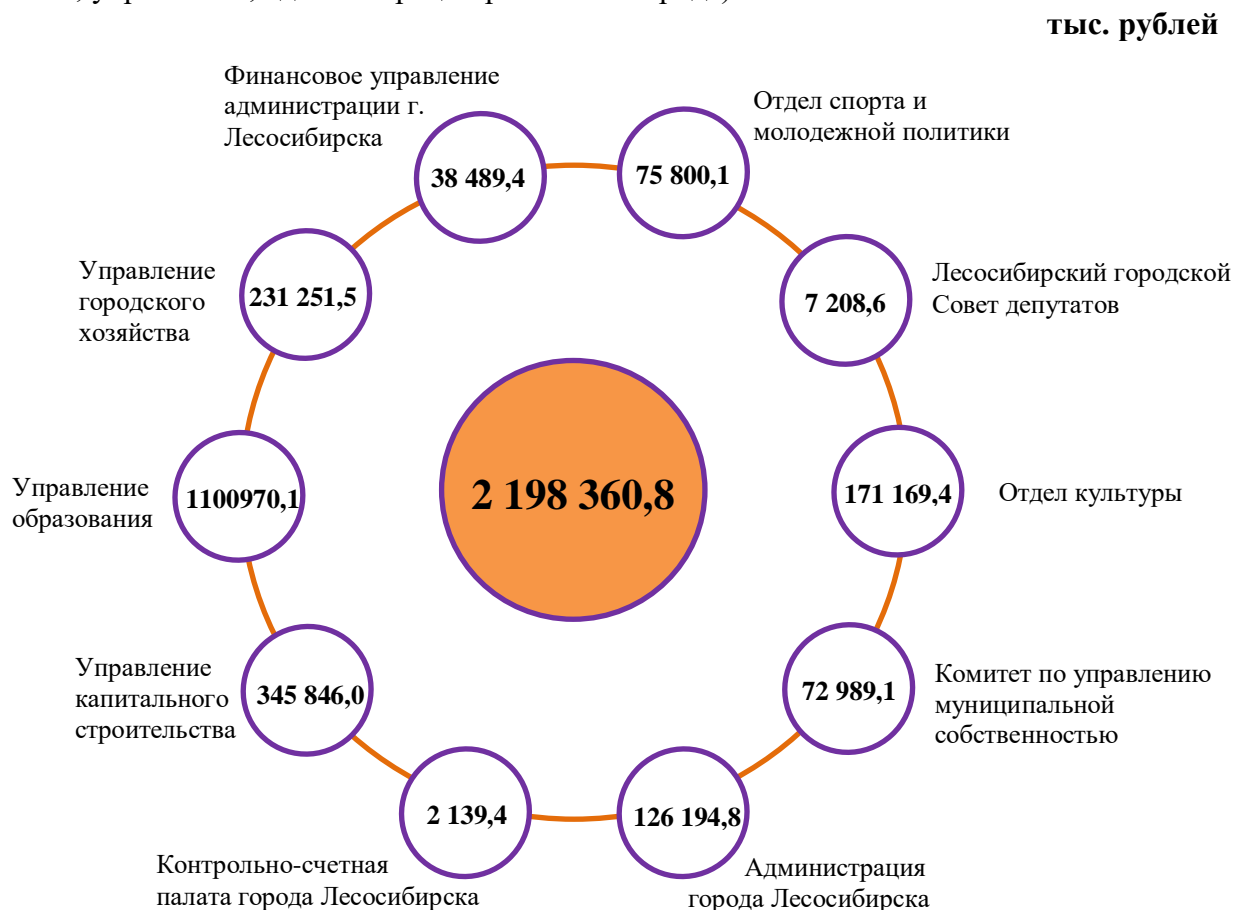 тыс. рублей
Финансовое управление
администрации г.
Лесосибирска
38 489,4
Отдел спорта и
молодежной политики
75 800,1
Управление
городского
хозяйства
231 251,5
Лесосибирский городской
Совет депутатов
7 208,6
Управление
образования
1100970,1
2 198 360,8
171 169,4
Отдел культуры
Управление
капитального
строительства
345 846,0
72 989,1
Комитет по управлению
муниципальной
собственностью
2 139,4
Контрольно-счетная
палата города Лесосибирска
126 194,8
Администрация
города Лесосибирска